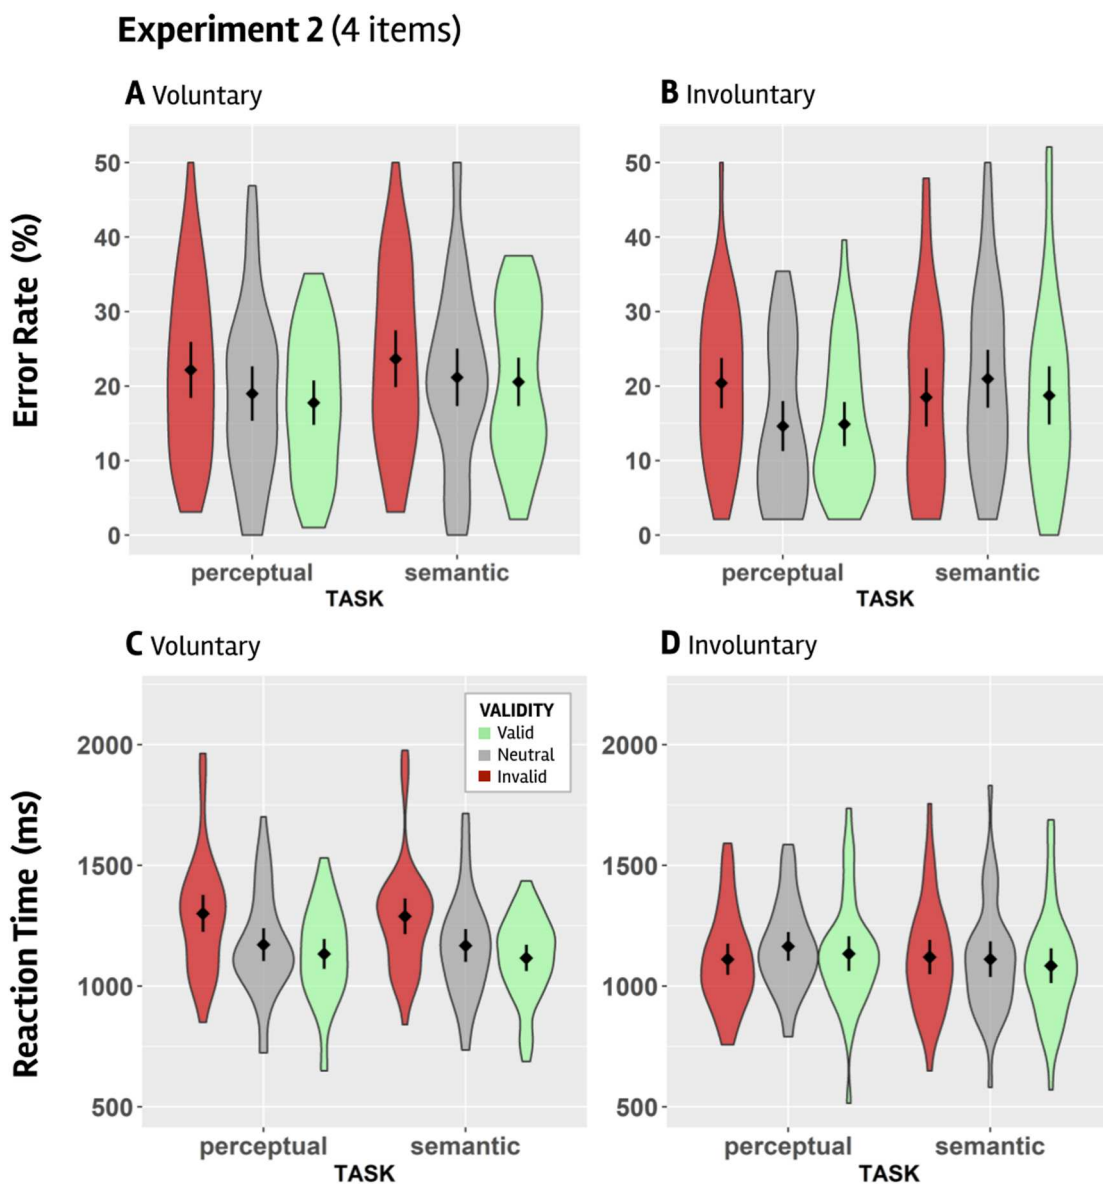 Experiment 2 (4 items)
A Voluntary
B Involuntary
Error Rate (%)
50
40
30
20
10
0
perceptual
semantic
TASK
50
40
30
20
10
0
perceptual
semantic
TASK
C Voluntary
D Involuntary
Reaction Time (ms)
2000
1500
1000
500
VALIDITY
Valid
Neutral
Invalid
perceptual
semantic
TASK
2000
1500
1000
500
perceptual
semantic
TASK